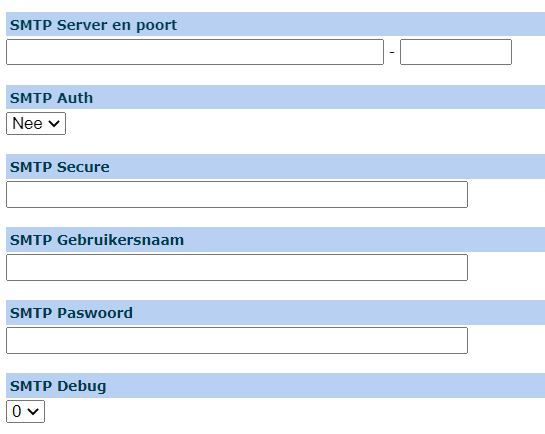 SMTP Server en poort
-
SMTP Auth
Nee
SMTP Secure
SMTP Gebruikersnaam
SMTP Paswoord
SMTP Debug
0